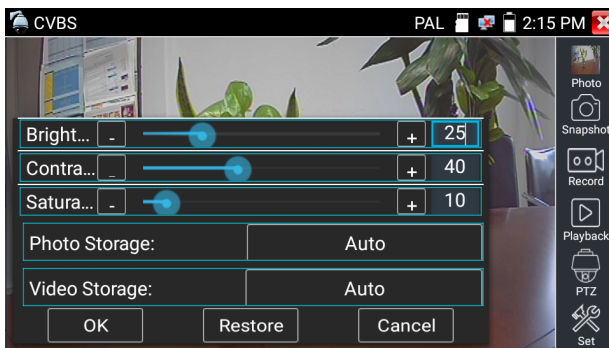 CVBS PAL 2:15 PM
Photo
Snapshot
Record
Playback
PTZ
Set
Bright... - + 25
Contra... - + 40
Satura... - + 10
Photo Storage: Auto
Video Storage: Auto
OK Restore Cancel